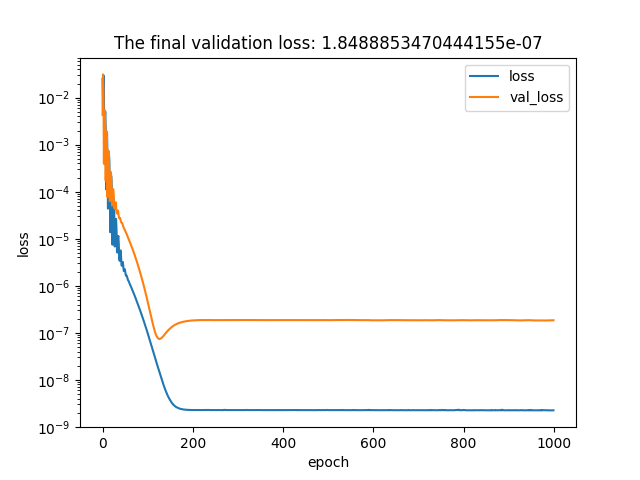 The final validation loss: 1.8488853470444155e-07
loss
val_loss
10⁻²
10⁻³
10⁻⁴
10⁻⁵
10⁻⁶
10⁻⁷
10⁻⁸
10⁻⁹
loss
0 200 400 600 800 1000
epoch